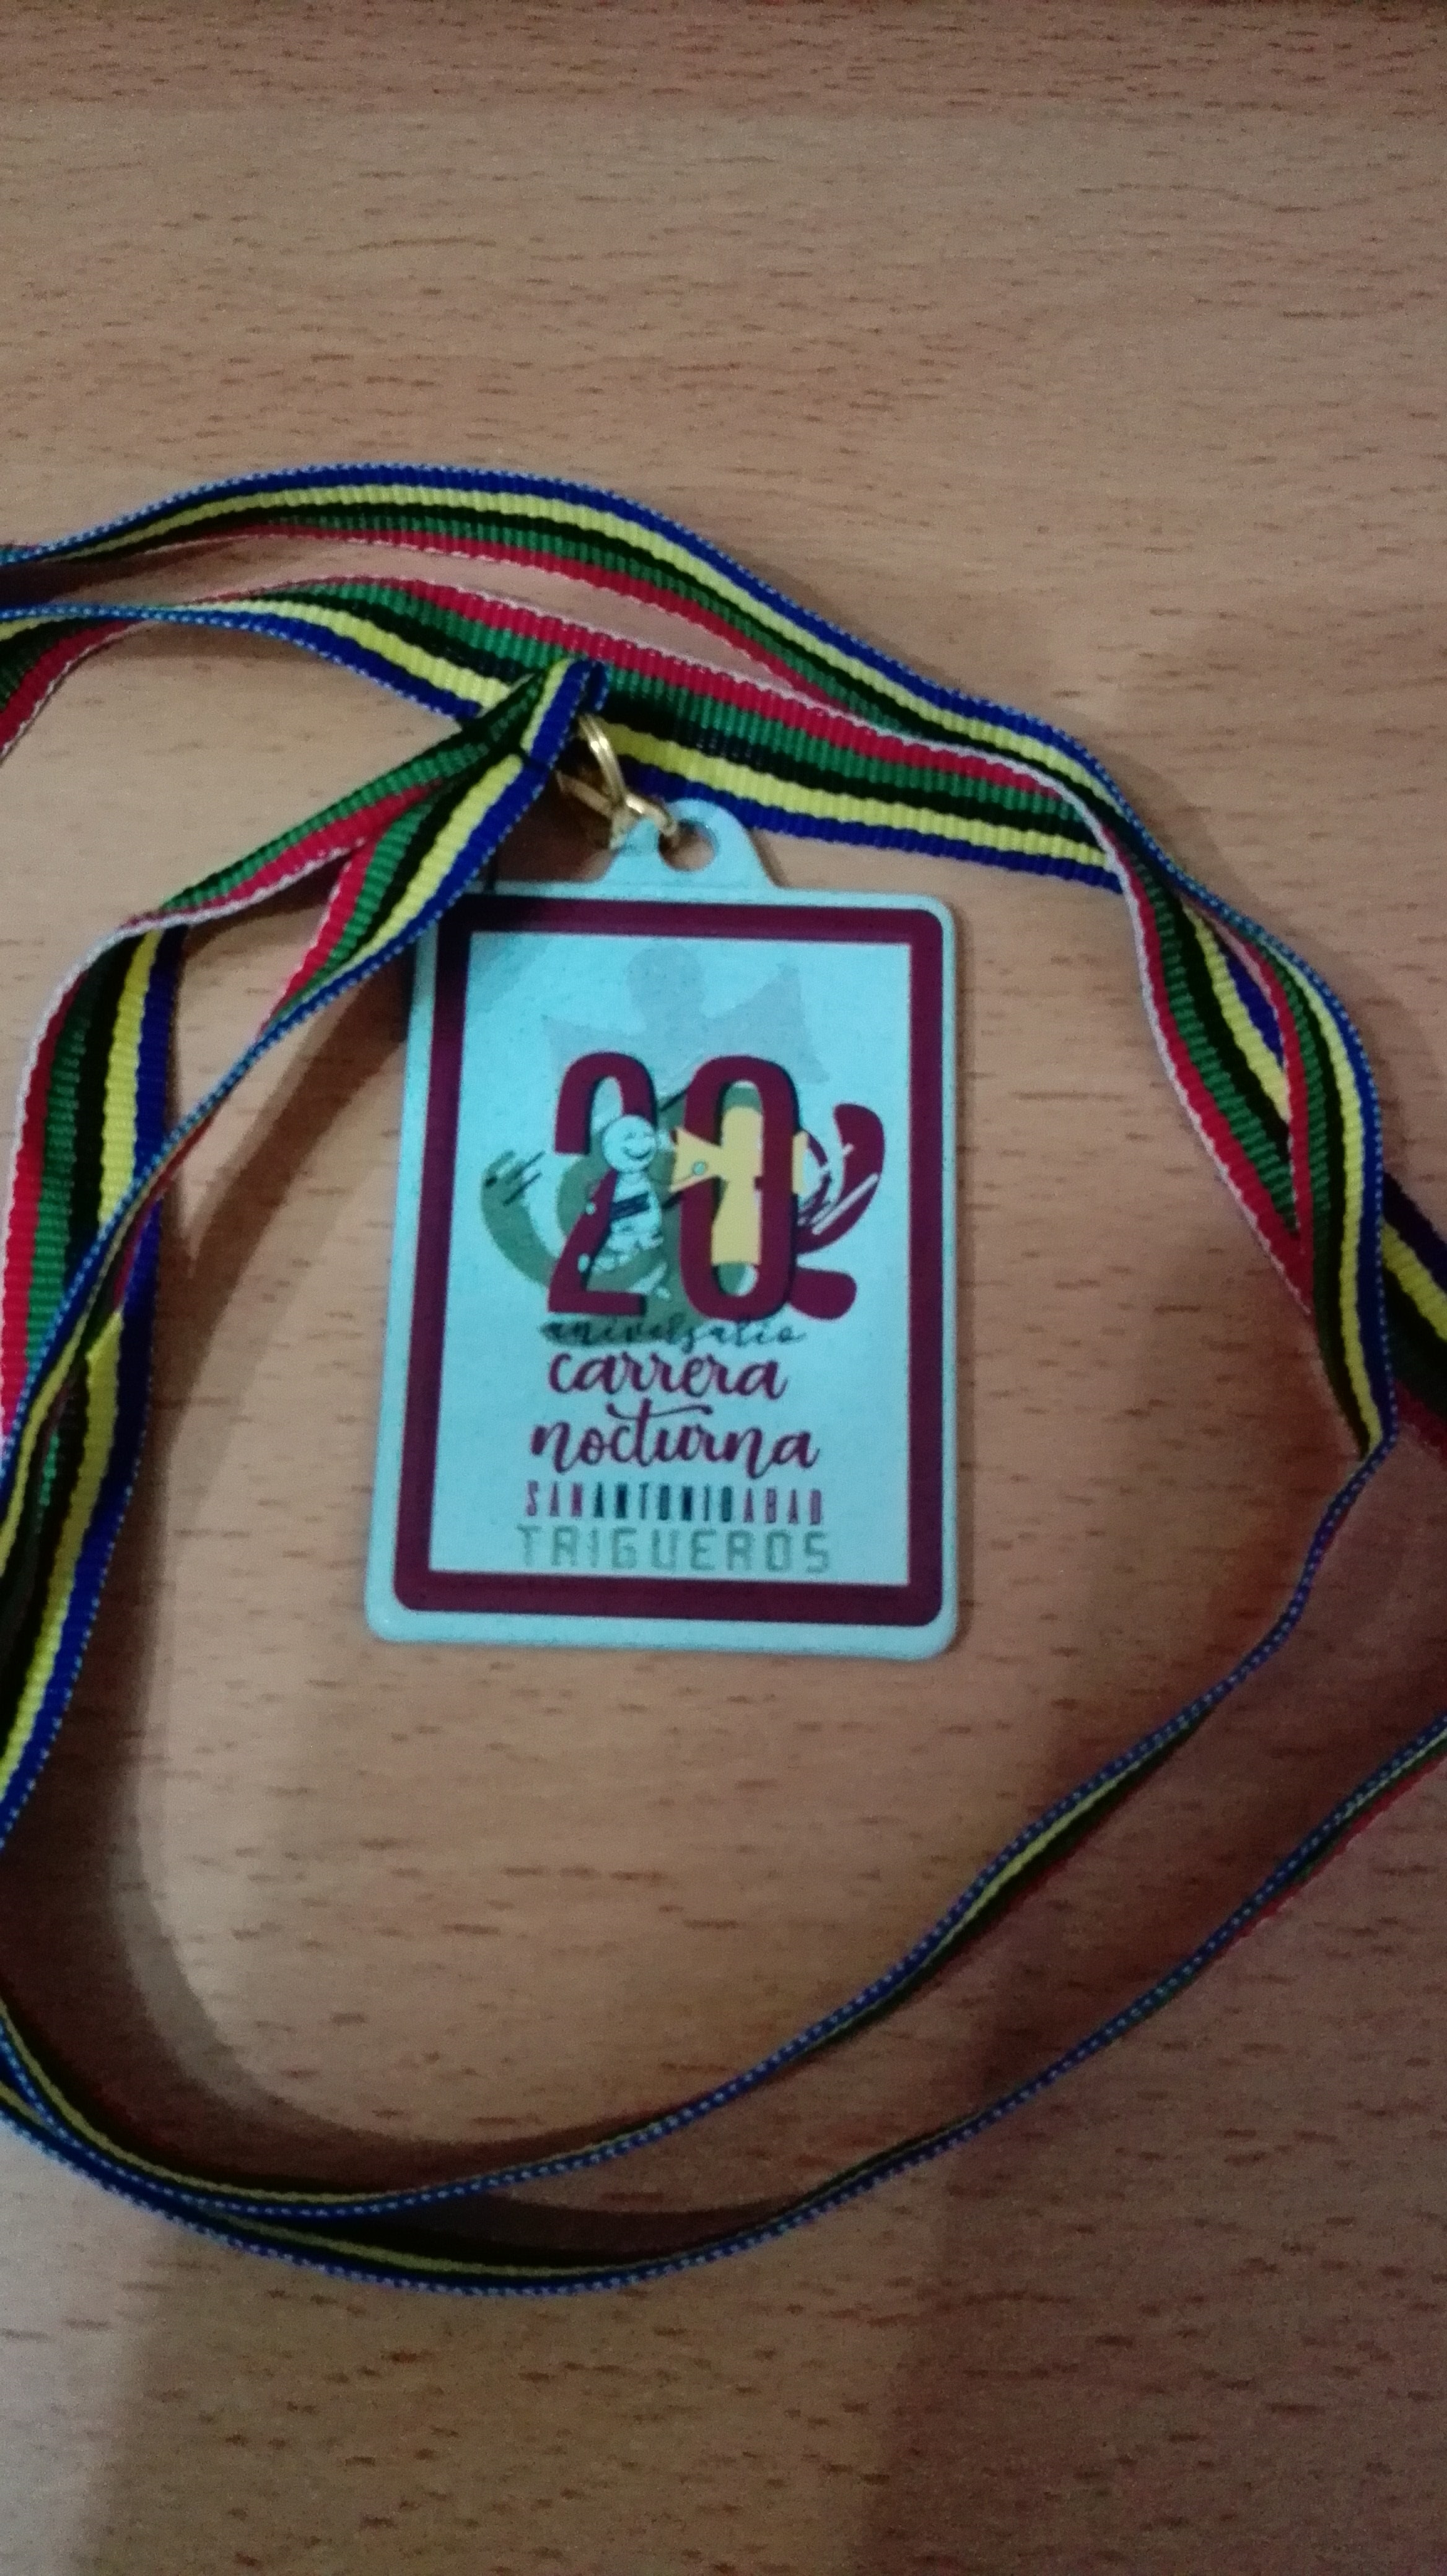 20
aniversario
carrera
nocturna
SANANTONIOABAD
TRIGUEROS